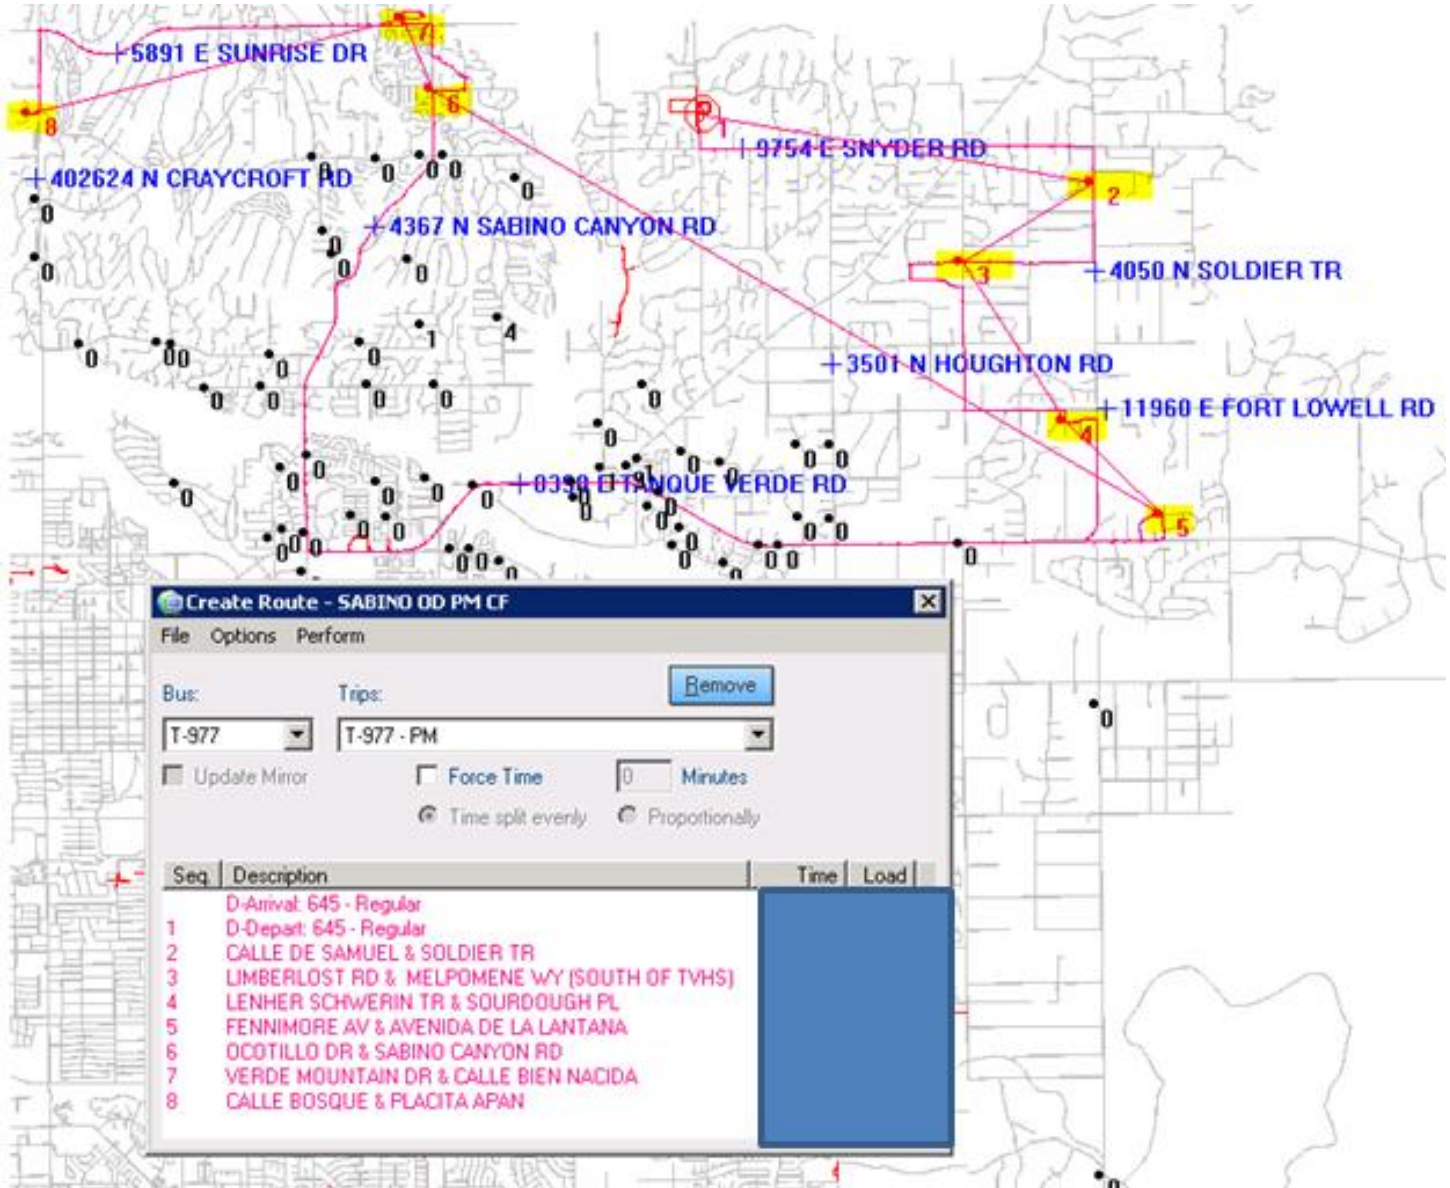 7
5891 E SUNRISE DR
6
8
1
9754 E SNYDER RD
402624 N CRAYCROFT RD
2
4367 N SABINO CANYON RD
3
4050 N SOLDIER TR
1
4
3501 N HOUGHTON RD
11960 E FORT LOWELL RD
4
E TANQUE VERDE RD
5
Create Route - SABINO OD PM CF
File Options Perform
Remove
Bus: Trips:
T-977 T-977 - PM
Update Mirror Force Time 0 Minutes
Time split evenly Proportionally
Seq Description Time Load
D-Arrival: 645 - Regular
1 D-Depart: 645 - Regular
2 CALLE DE SAMUEL & SOLDIER TR
3 LIMBERLOST RD & MELPOMENE WY (SOUTH OF TVHS)
4 LENHER SCHWERIN TR & SOURDOUGH PL
5 FENNIMORE AV & AVENIDA DE LA LANTANA
6 OCOTILLO DR & SABINO CANYON RD
7 VERDE MOUNTAIN DR & CALLE BIEN NACIDA
8 CALLE BOSQUE & PLACITA APAN